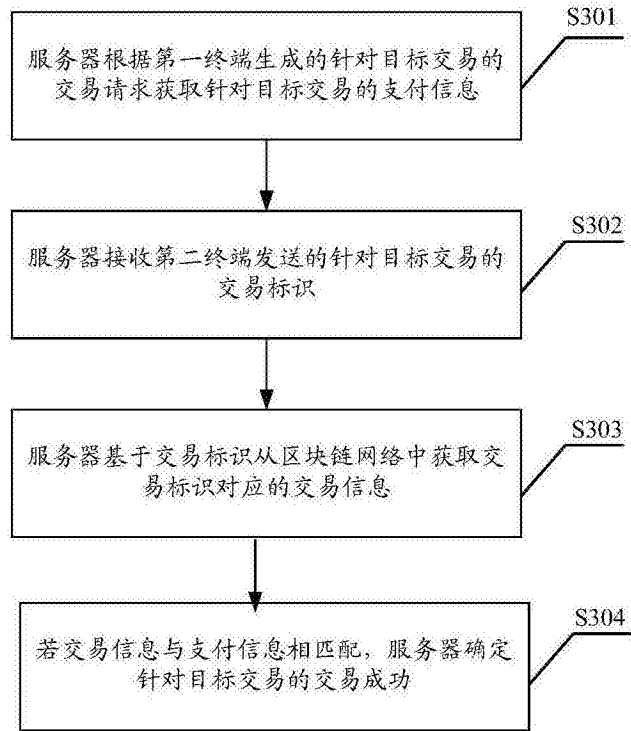 S301
服务器根据第一终端生成的针对目标交易的
交易请求获取针对目标交易的支付信息
S302
服务器接收第二终端发送的针对目标交易的
交易标识
S303
服务器基于交易标识从区块链网络中获取交
易标识对应的交易信息
S304
若交易信息与支付信息相匹配，服务器确定
针对目标交易的交易成功